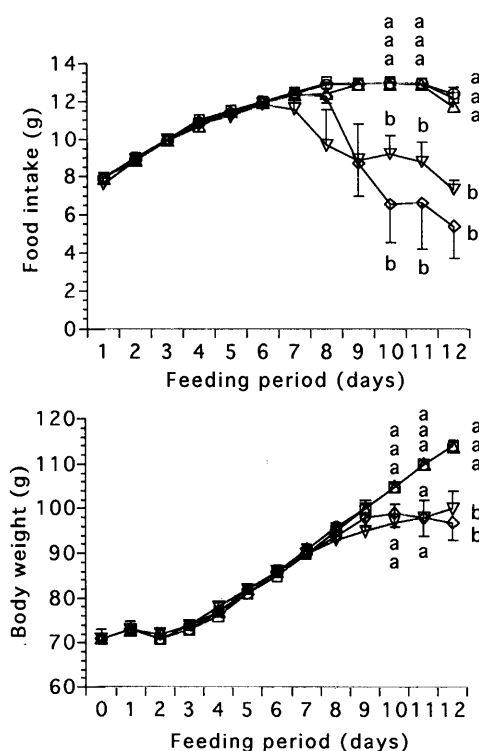 a a
a a
a a
14
12
10
8
6
4
2
0
a
a
a
b b
b
b
b b
Food intake (g)
1 2 3 4 5 6 7 8 9 10 11 12
Feeding period (days)
120
110
100
90
80
70
60
a
a a
a a
a a
a
a
a
a
b
b
a a
a
Body weight (g)
0 1 2 3 4 5 6 7 8 9 10 11 12
Feeding period (days)